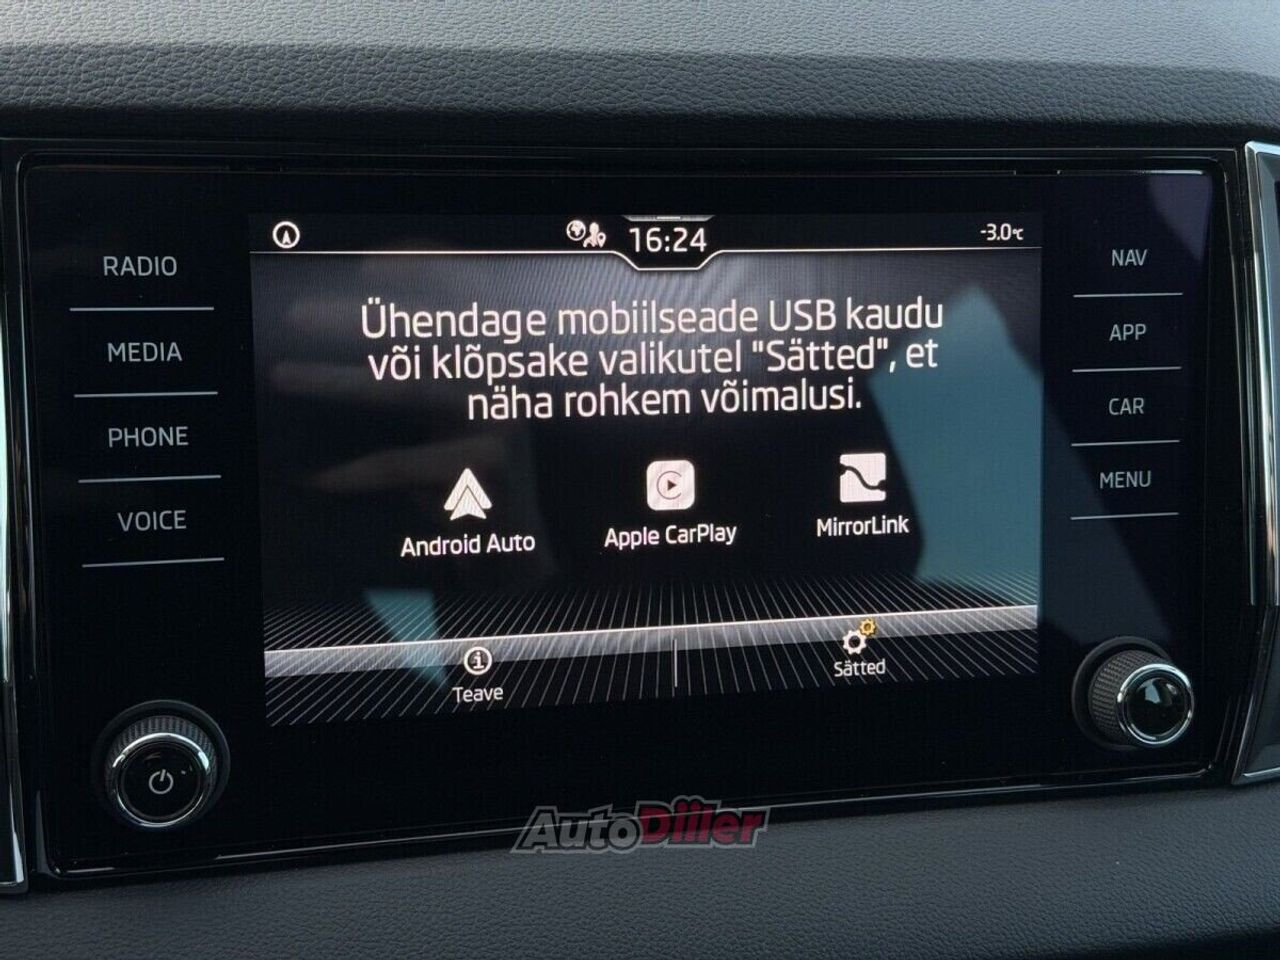 16:24
-3.0°C
RADIO
MEDIA
PHONE
VOICE
Ühendage mobiilseade USB kaudu
või klõpsake valikutel "Sätted", et
näha rohkem võimalusi.
Android Auto
Apple CarPlay
MirrorLink
Teave
Sätted
NAV
APP
CAR
MENU
AutoDiiler